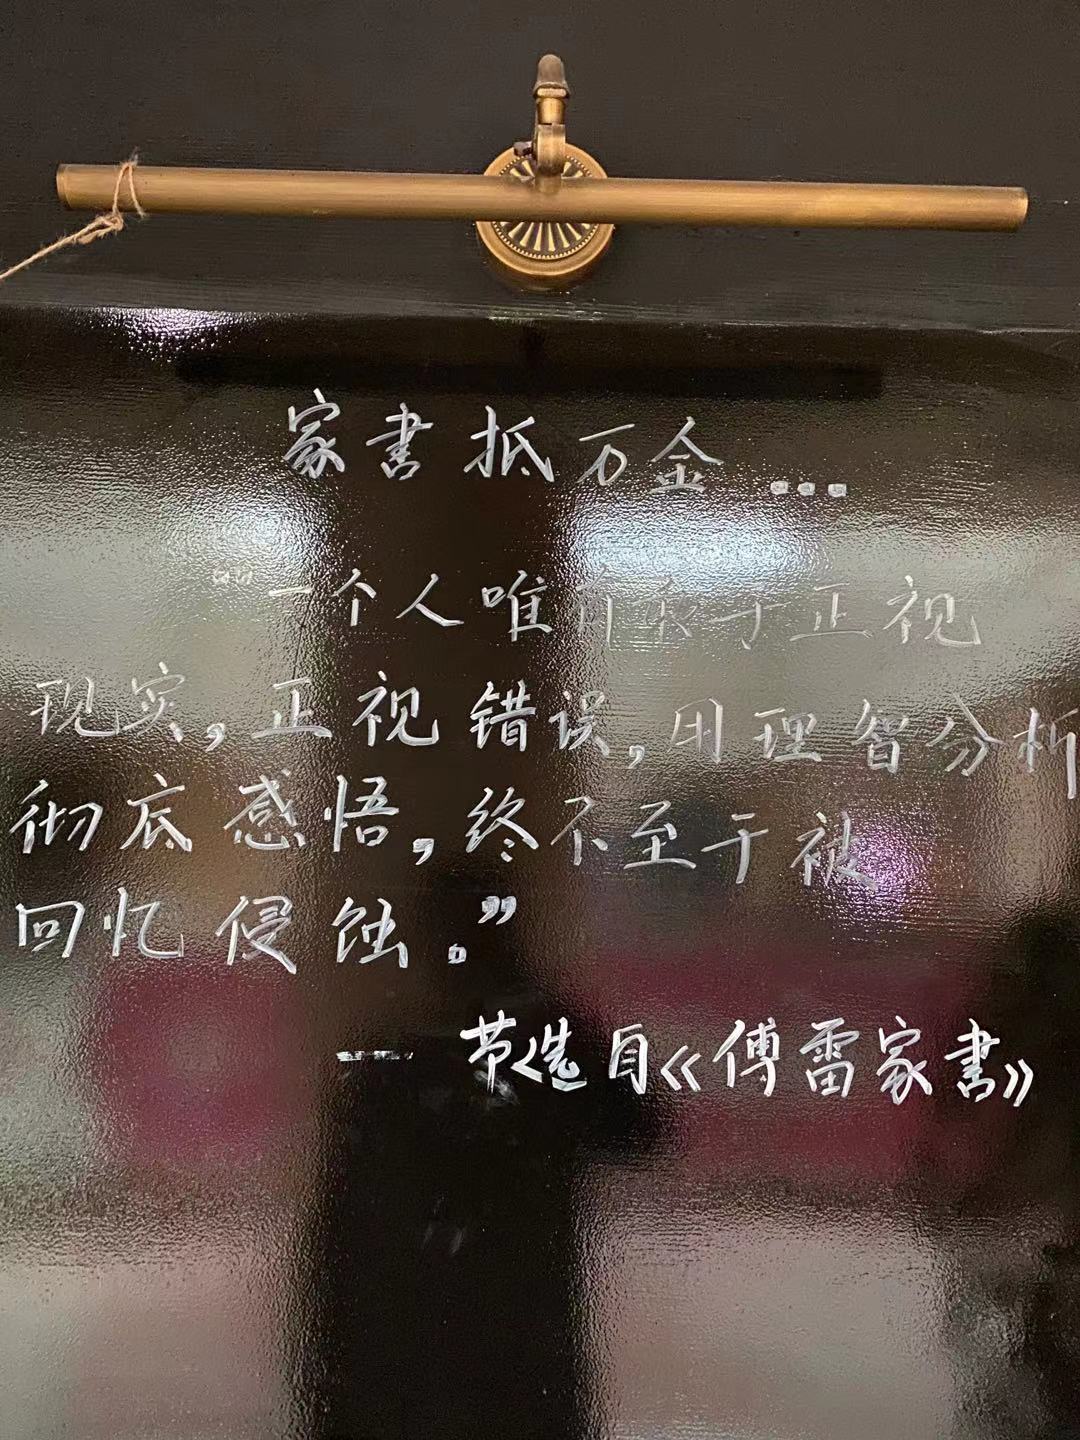 家書抵万金...
“一个人唯有敢于正视
现实,正视错误,用理智分析
彻底感悟,终不至于被
回忆侵蚀。”
— 节选自《傅雷家書》